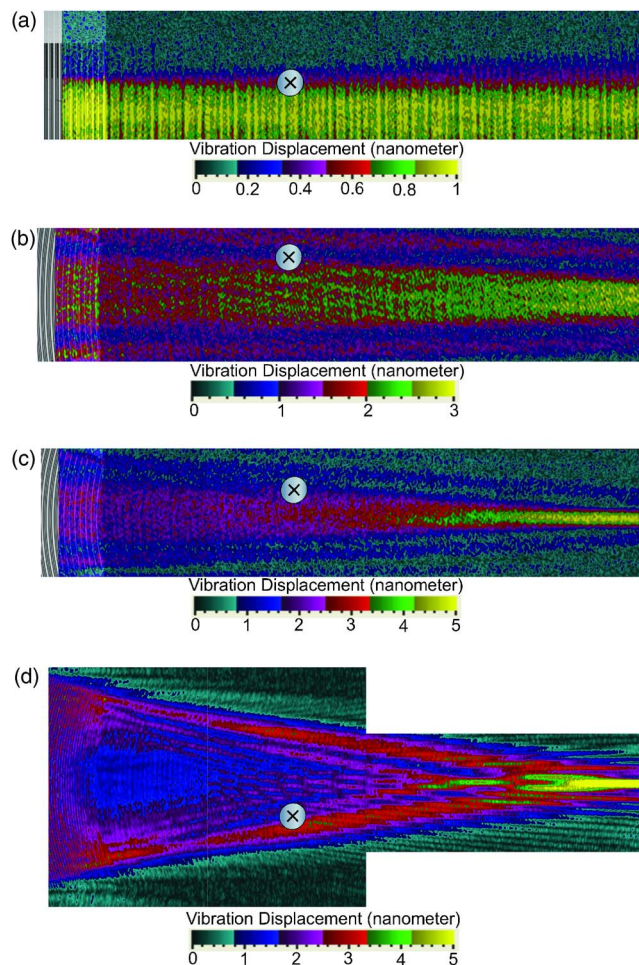 (a)
Vibration Displacement (nanometer)
0 0.2 0.4 0.6 0.8 1
(b)
Vibration Displacement (nanometer)
0 1 2 3
(c)
Vibration Displacement (nanometer)
0 1 2 3 4 5
(d)
Vibration Displacement (nanometer)
0 1 2 3 4 5